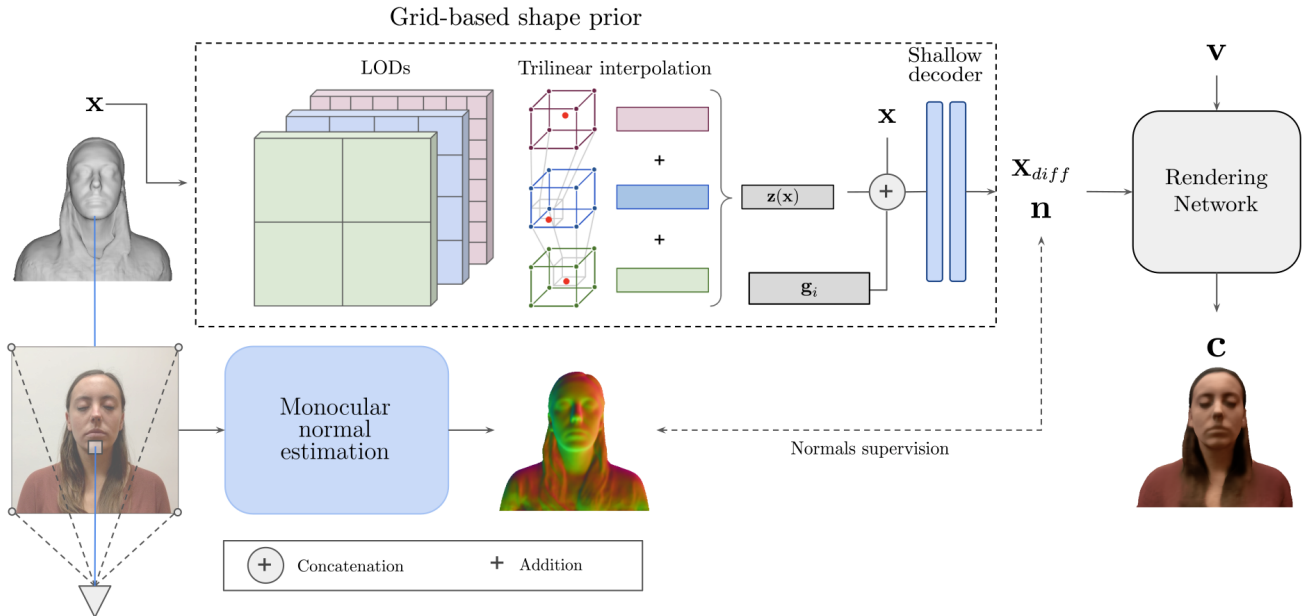 Grid-based shape prior
LODs
Trilinear interpolation
Shallow
decoder
x
+
+
z(x)
g_i
x
+
X_diff
n
v
Rendering
Network
c
Monocular
normal
estimation
Normals supervision
+ Concatenation
+ Addition